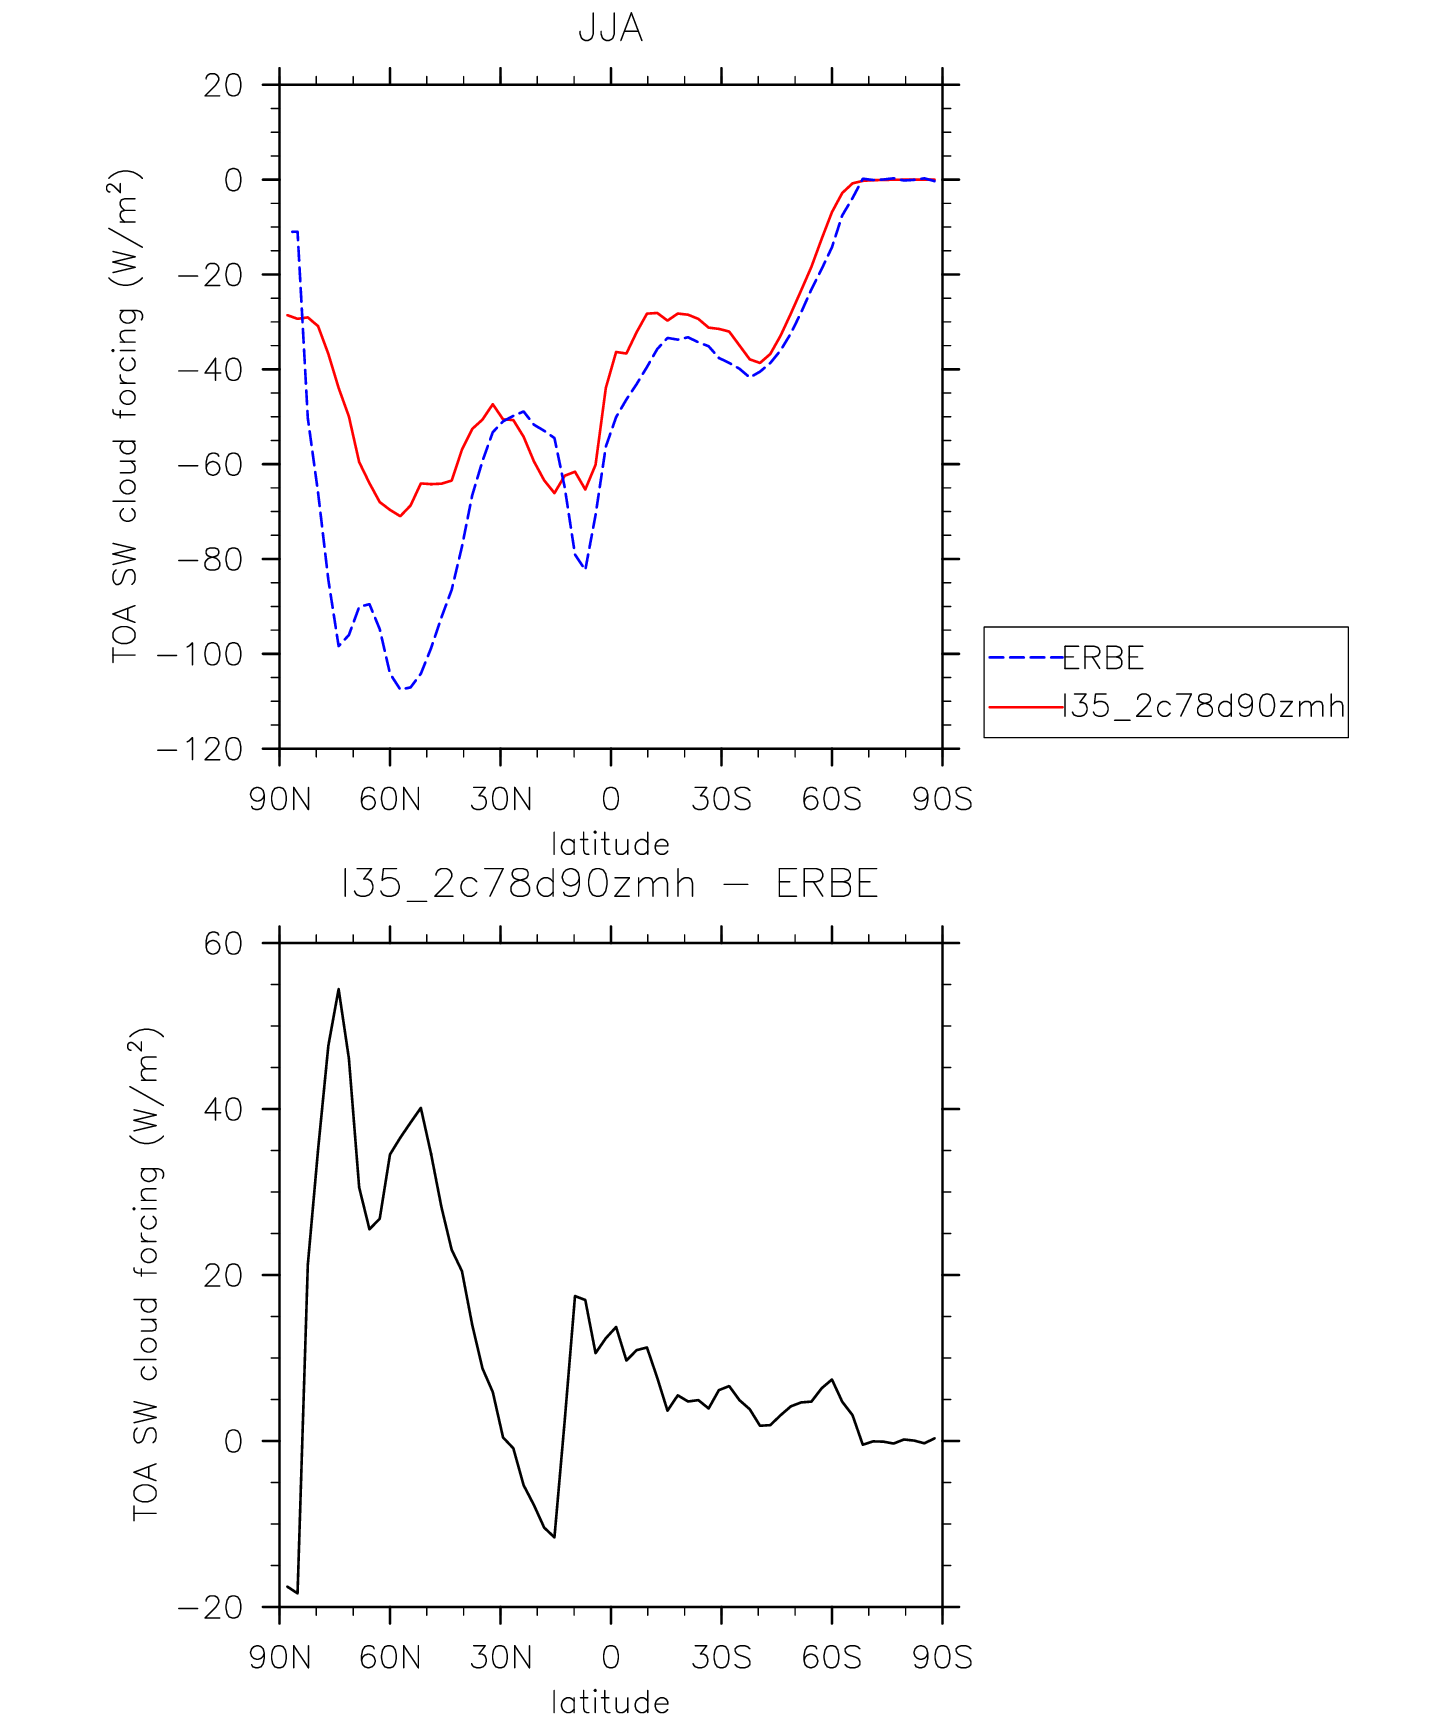 JJA
20
0
−20
−40
−60
−80
−100
−120
TOA SW cloud forcing (W/m²)
90N 60N 30N 0 30S 60S 90S
latitude
ERBE
I35_2c78d90zmh
I35_2c78d90zmh − ERBE
60
40
20
0
−20
TOA SW cloud forcing (W/m²)
90N 60N 30N 0 30S 60S 90S
latitude